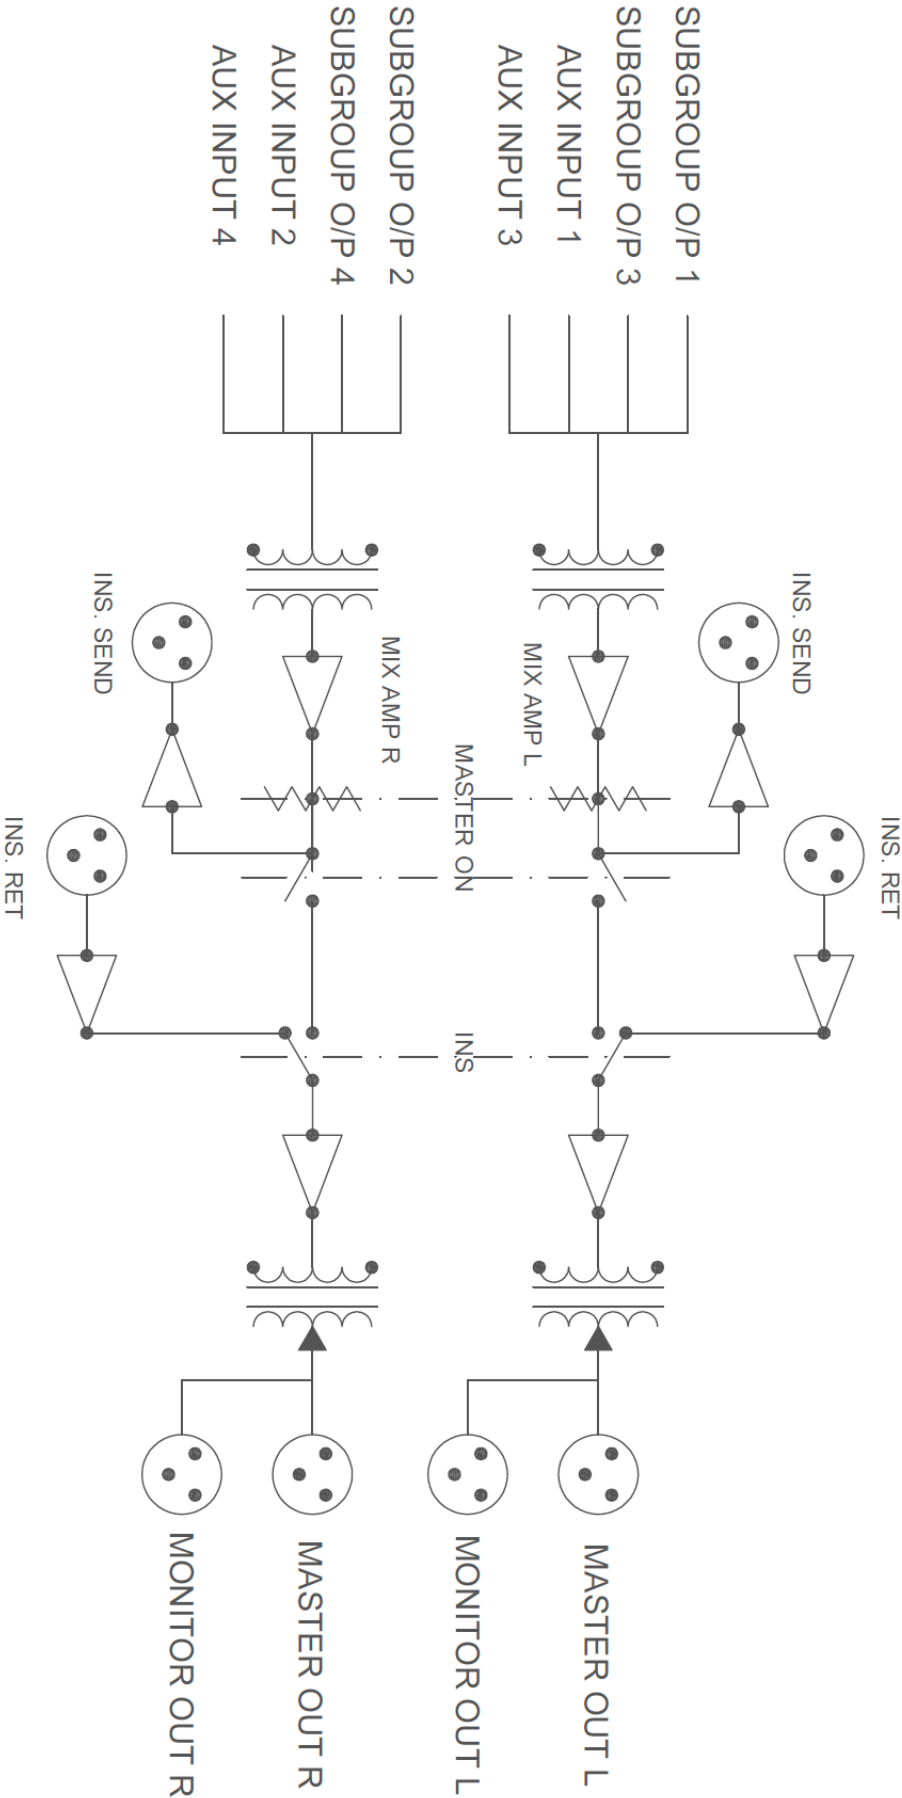 SUBGROUP O/P 1
SUBGROUP O/P 3
AUX INPUT 1
AUX INPUT 3
SUBGROUP O/P 2
SUBGROUP O/P 4
AUX INPUT 2
AUX INPUT 4
INS. SEND
INS. RET
MIX AMP L
MASTER ON
INS
MIX AMP R
INS. SEND
INS. RET
MASTER OUT L
MONITOR OUT L
MASTER OUT R
MONITOR OUT R